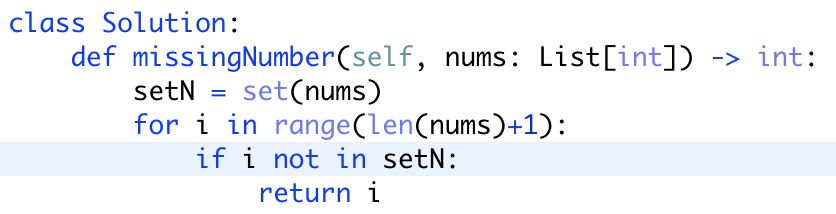 class Solution:
    def missingNumber(self, nums: List[int]) -> int:
        setN = set(nums)
        for i in range(len(nums)+1):
            if i not in setN:
                return i